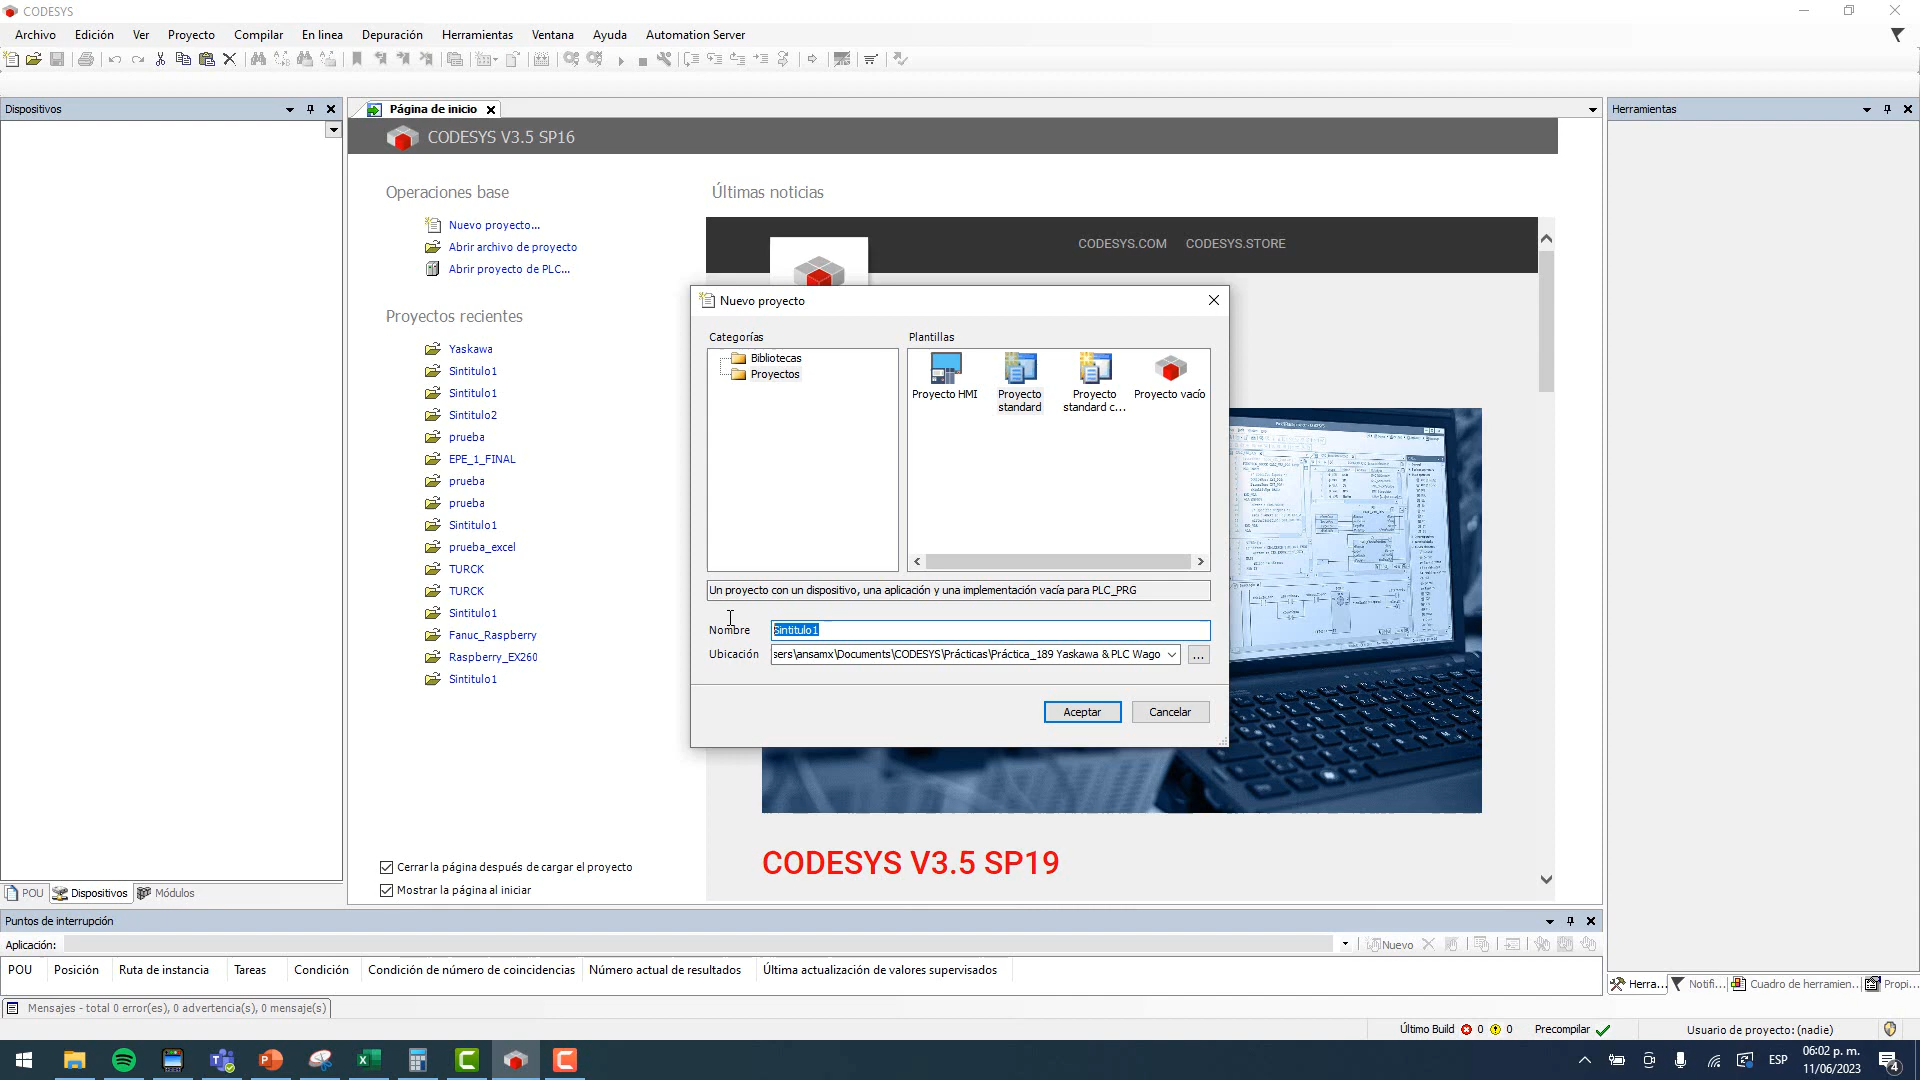 CODESYS
Archivo Edición Ver Proyecto Compilar En linea Depuración Herramientas Ventana Ayuda Automation Server
Dispositivos
Página de inicio
Herramientas
CODESYS V3.5 SP16
Operaciones base
Últimas noticias
Nuevo proyecto...
Abrir archivo de proyecto
Abrir proyecto de PLC...
CODESYS.COM CODESYS.STORE
Proyectos recientes
Yaskawa
Sintitulo1
Sintitulo1
Sintitulo2
prueba
EPE_1_FINAL
prueba
prueba
Sintitulo1
prueba_excel
TURCK
TURCK
Sintitulo1
Fanuc_Raspberry
Raspberry_EX260
Sintitulo1
Nuevo proyecto
Categorías
Plantillas
Bibliotecas
Proyectos
Proyecto HMI
Proyecto standard
Proyecto standard c...
Proyecto vacío
Un proyecto con un dispositivo, una aplicación y una implementación vacía para PLC_PRG
Nombre Sintitulo1
Ubicación sers\ansamx\Documents\CODESYS\Prácticas\Práctica_189 Yaskawa & PLC Wago ...
Aceptar Cancelar
CODESYS V3.5 SP19
Cerrar la página después de cargar el proyecto
Mostrar la página al iniciar
POU Dispositivos Módulos
Puntos de interrupción
Aplicación: Nuevo
POU Posición Ruta de instancia Tareas Condición Condición de número de coincidencias Número actual de resultados Última actualización de valores supervisados
Herra... Notifi... Cuadro de herramien... Propi...
Mensajes - total 0 error(es), 0 advertencia(s), 0 mensaje(s)
Último Build 0 0 Precompilar Usuario de proyecto: (nadie)
ESP
06:02 p. m.
11/06/2023
4